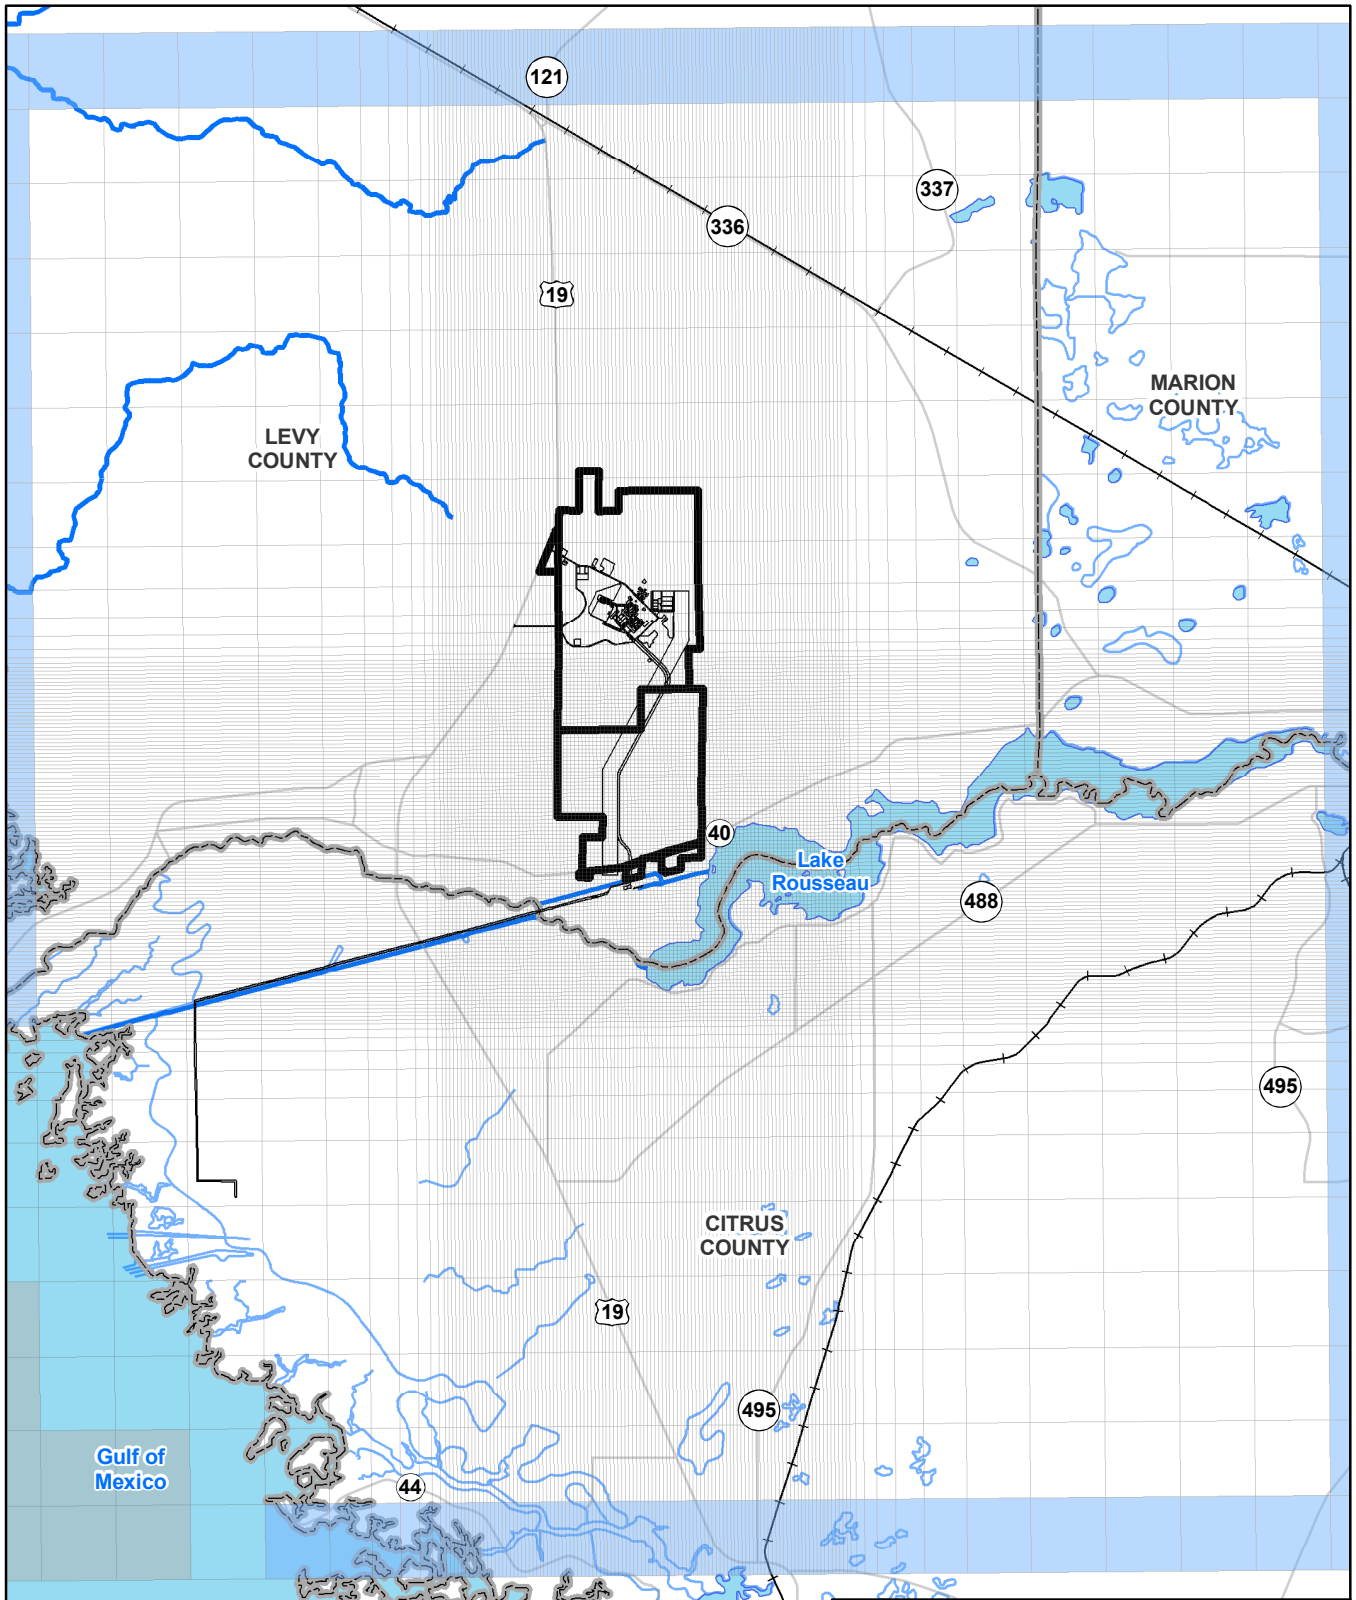 121
337
336
19
MARION
COUNTY
LEVY
COUNTY
40
Lake
Rousseau
488
495
CITRUS
COUNTY
19
495
Gulf of
Mexico
44